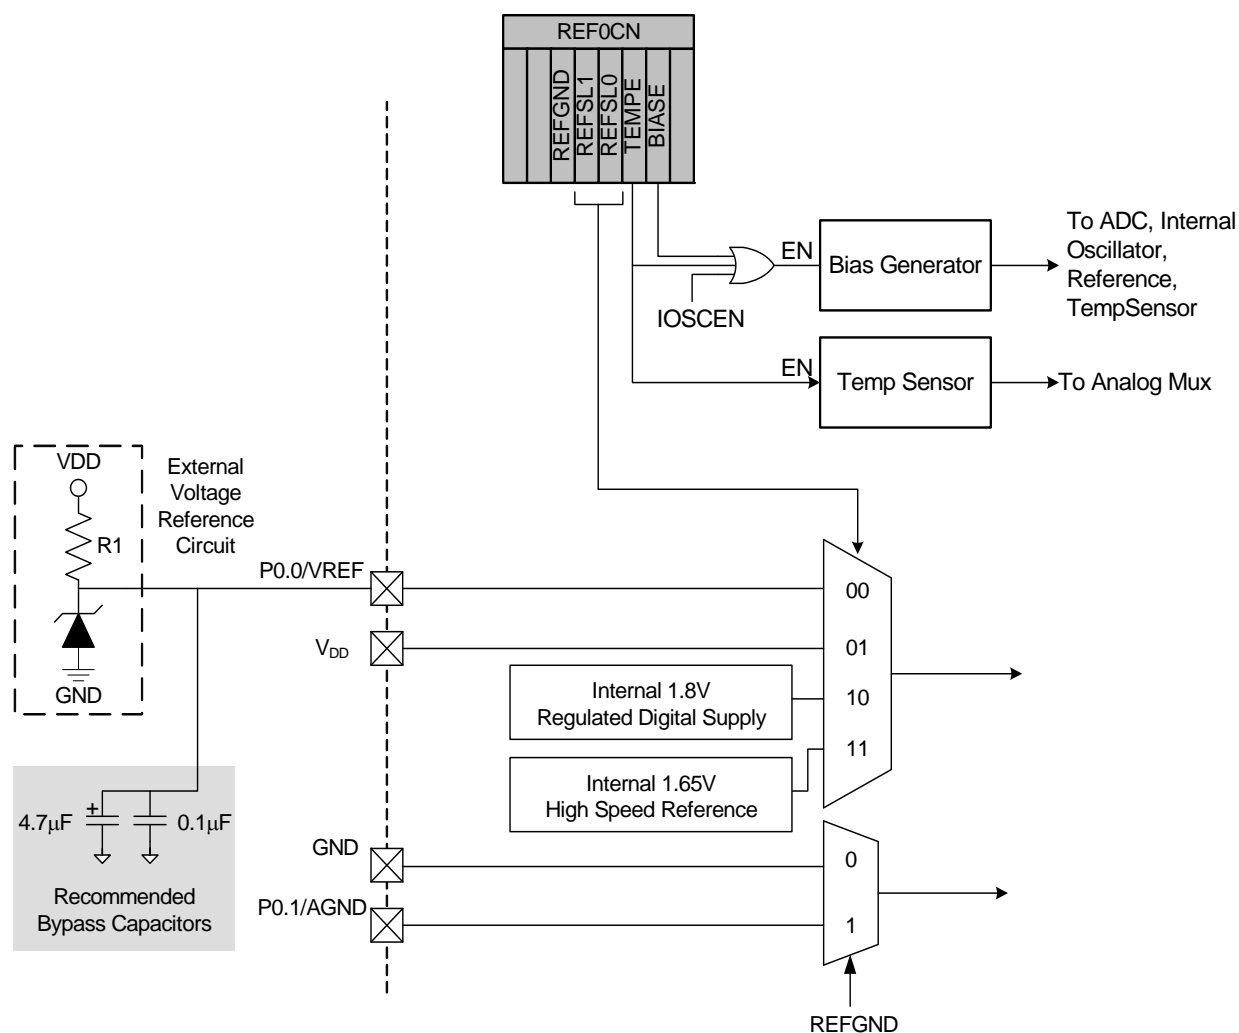 REF0CN
REFGND
REFSL1
REFSL0
TEMPE
BIASE
EN
Bias Generator
To ADC, Internal
Oscillator,
Reference,
TempSensor
IOSCEN
EN
Temp Sensor
To Analog Mux
VDD
R1
GND
External
Voltage
Reference
Circuit
P0.0/VREF
00
VDD
01
Internal 1.8V
Regulated Digital Supply
10
11
Internal 1.65V
High Speed Reference
4.7μF
+
0.1μF
Recommended
Bypass Capacitors
GND
0
P0.1/AGND
1
REFGND